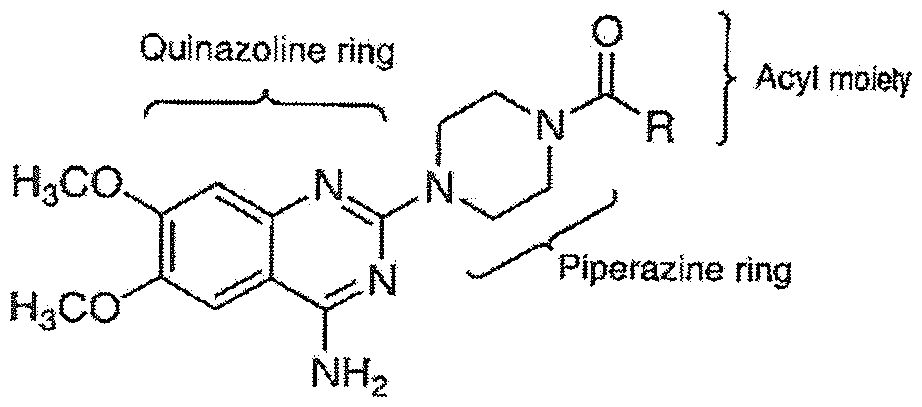 Quinazoline ring
O
Acyl moiety
N
R
H3CO
N
N
N
Piperazine ring
H3CO
NH2